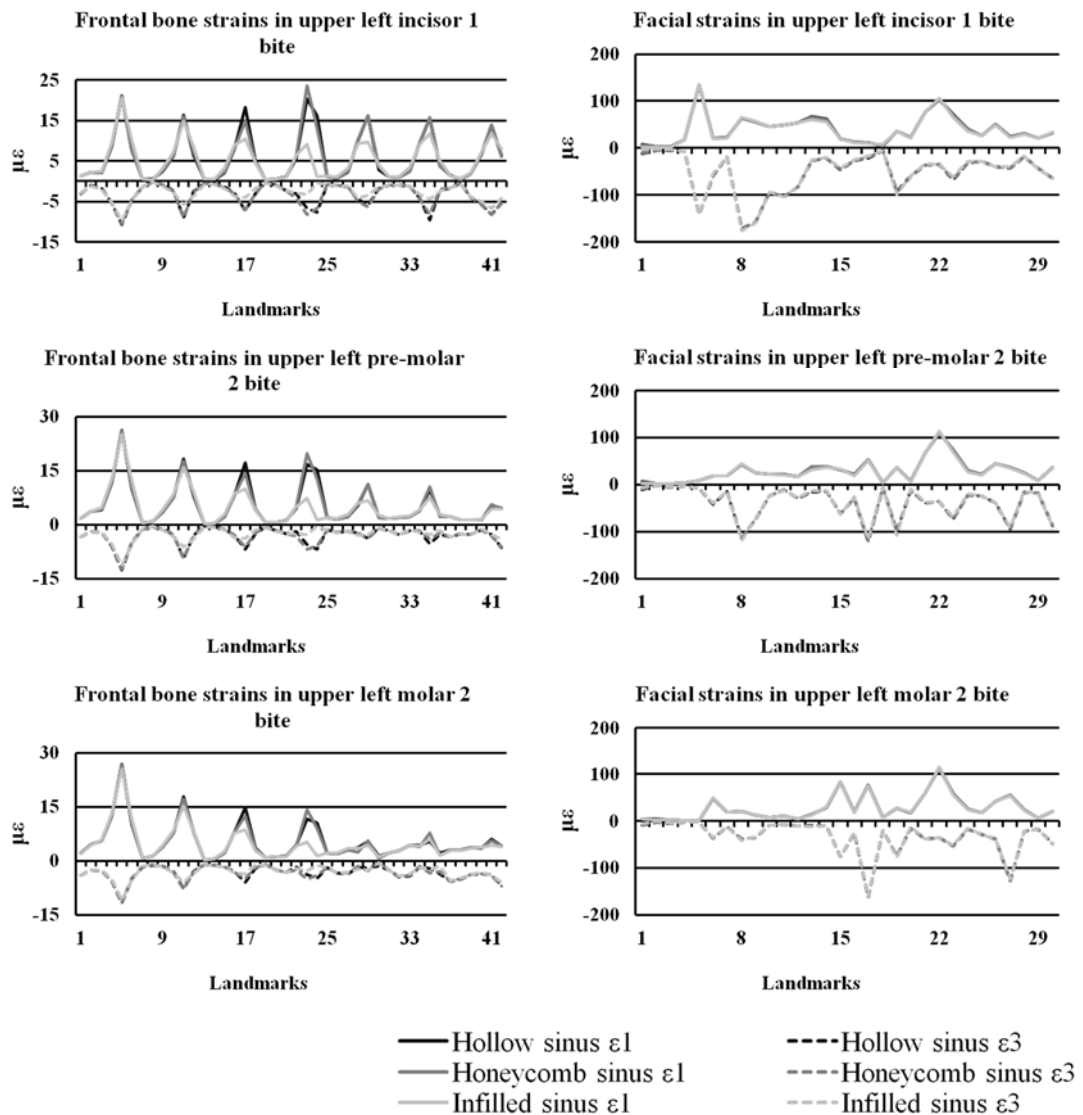 Frontal bone strains in upper left incisor 1
bite
25
15
5
-5
-15
με
1 9 17 25 33 41
Landmarks
Facial strains in upper left incisor 1 bite
200
100
0
-100
-200
με
1 8 15 22 29
Landmarks
Frontal bone strains in upper left pre-molar
2 bite
30
15
0
-15
με
1 9 17 25 33 41
Landmarks
Facial strains in upper left pre-molar 2 bite
200
100
0
-100
-200
με
1 8 15 22 29
Landmarks
Frontal bone strains in upper left molar 2
bite
30
15
0
-15
με
1 9 17 25 33 41
Landmarks
Facial strains in upper left molar 2 bite
200
100
0
-100
-200
με
1 8 15 22 29
Landmarks
Hollow sinus ε1
Honeycomb sinus ε1
Infilled sinus ε1
Hollow sinus ε3
Honeycomb sinus ε3
Infilled sinus ε3